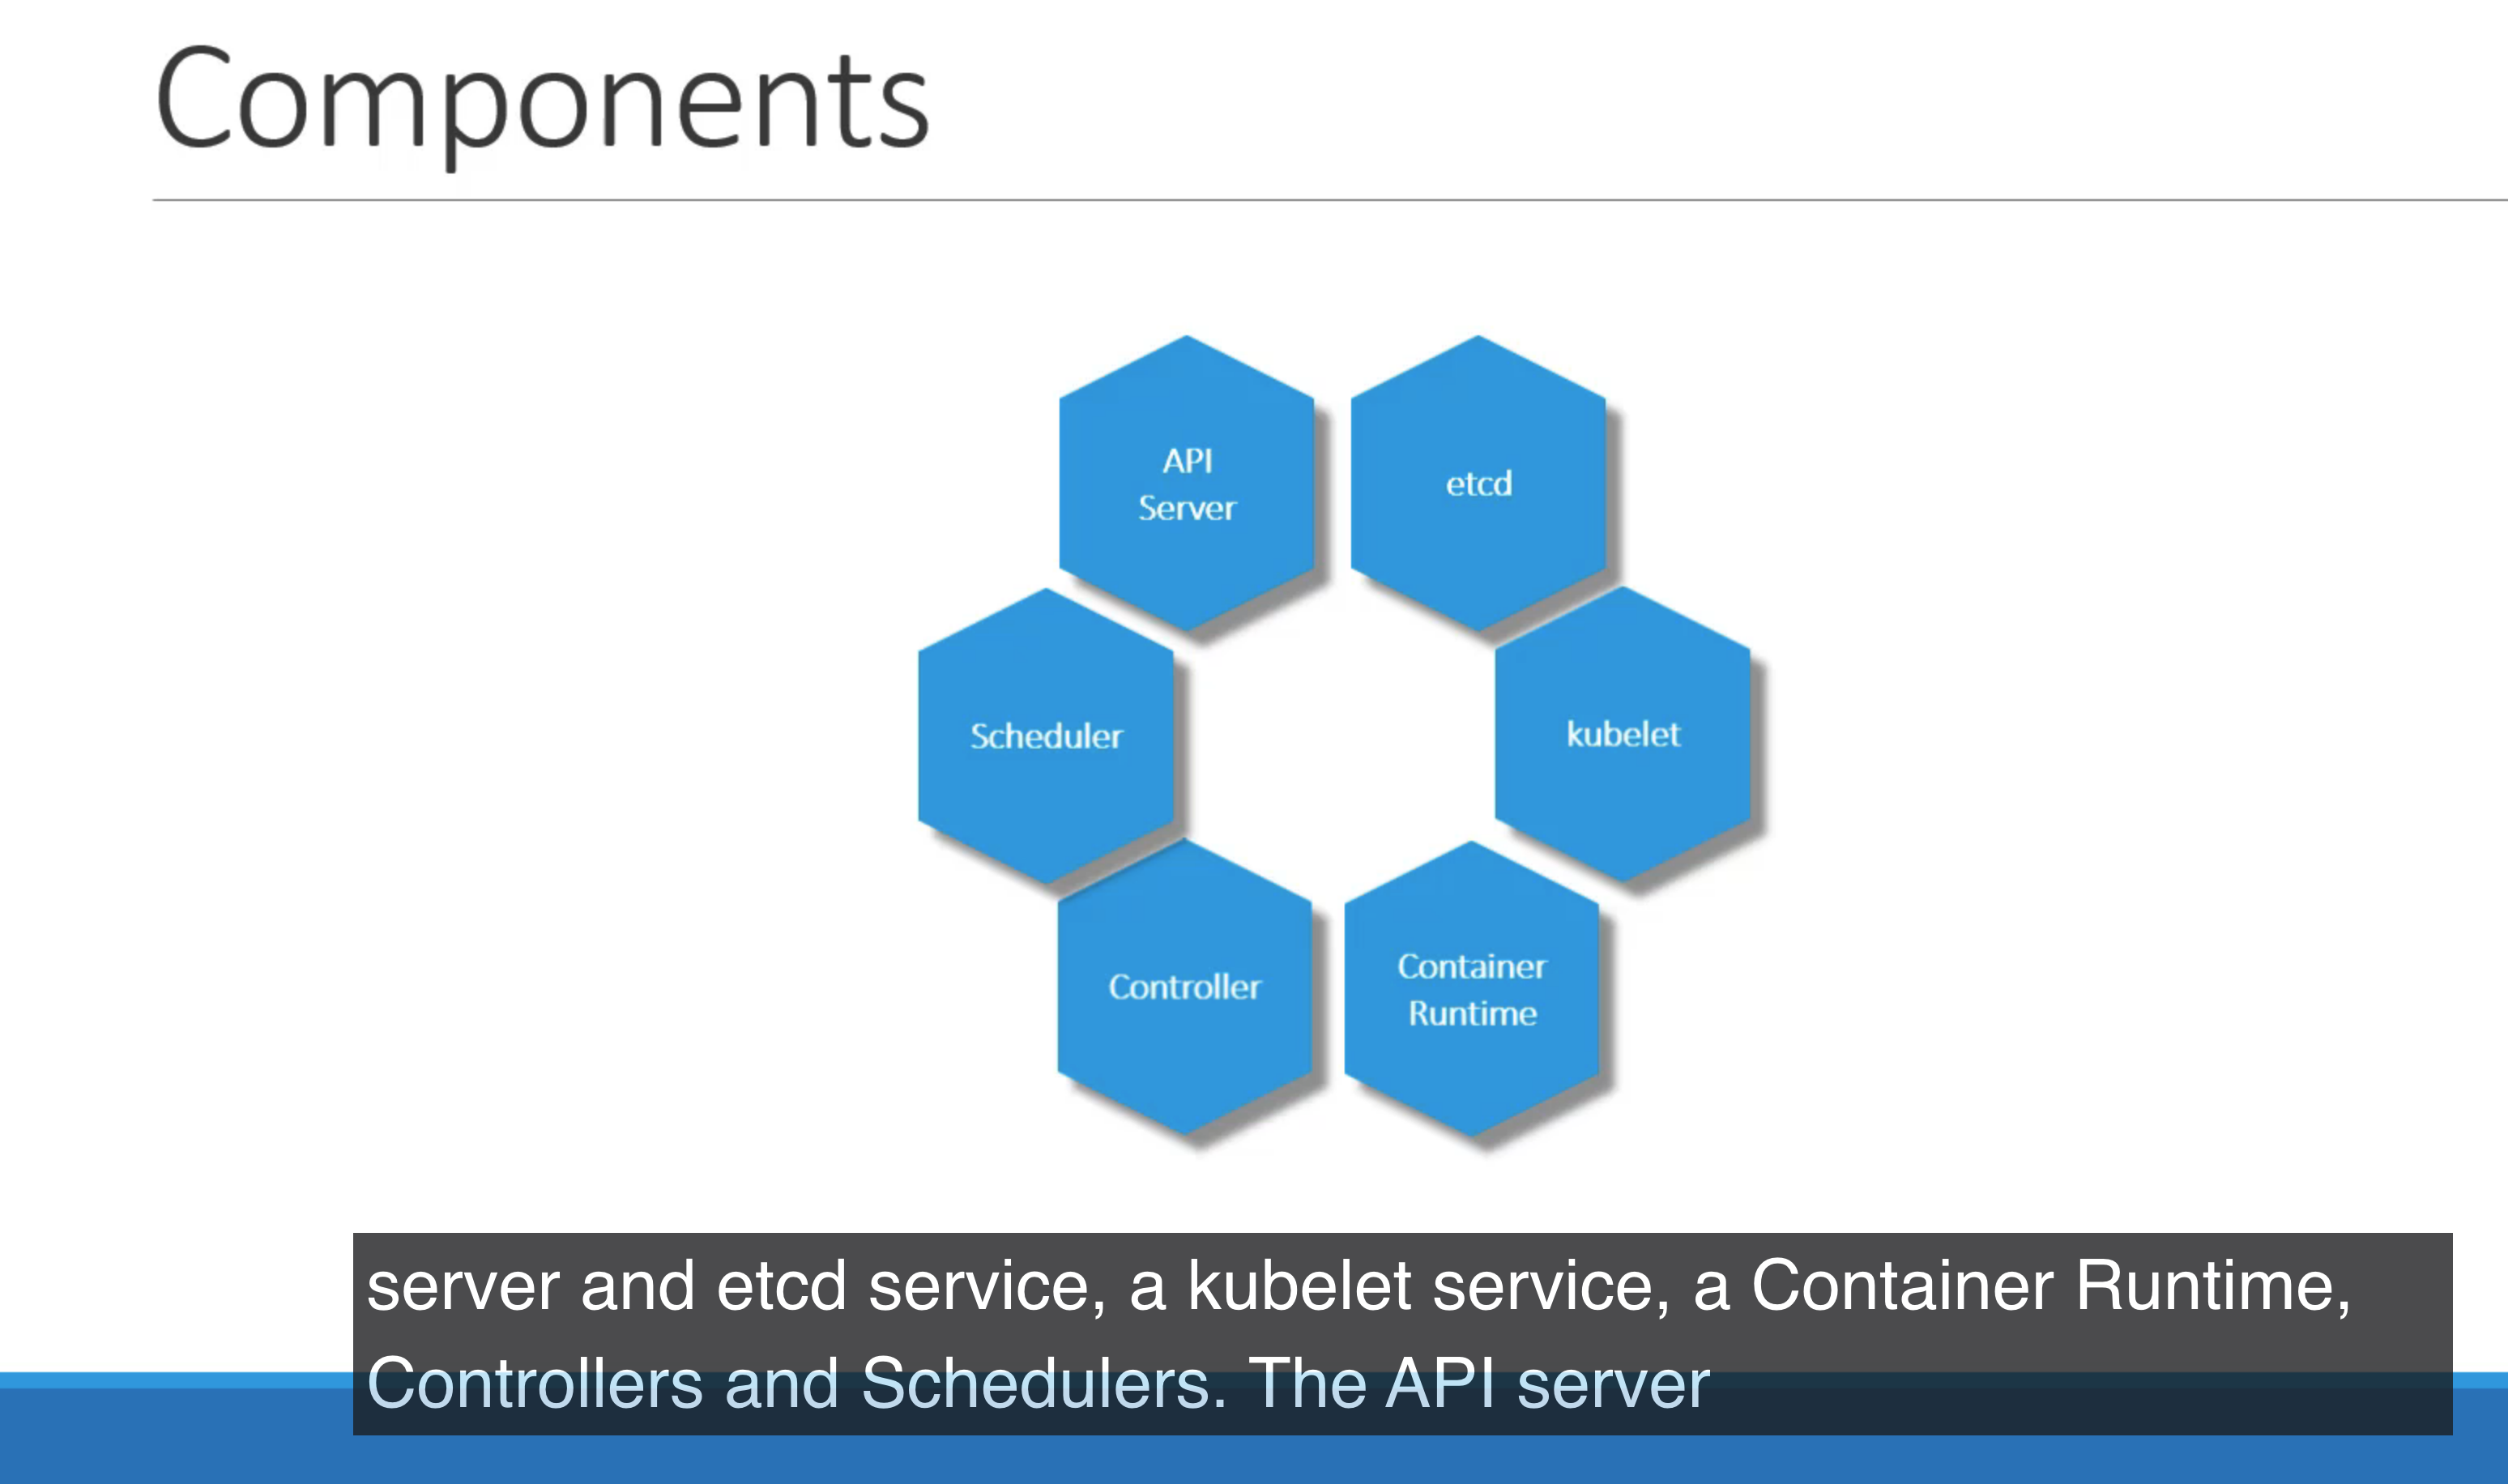 Components
API
Server
etcd
Scheduler
kubelet
Controller
Container
Runtime
server and etcd service, a kubelet service, a Container Runtime,
Controllers and Schedulers. The API server